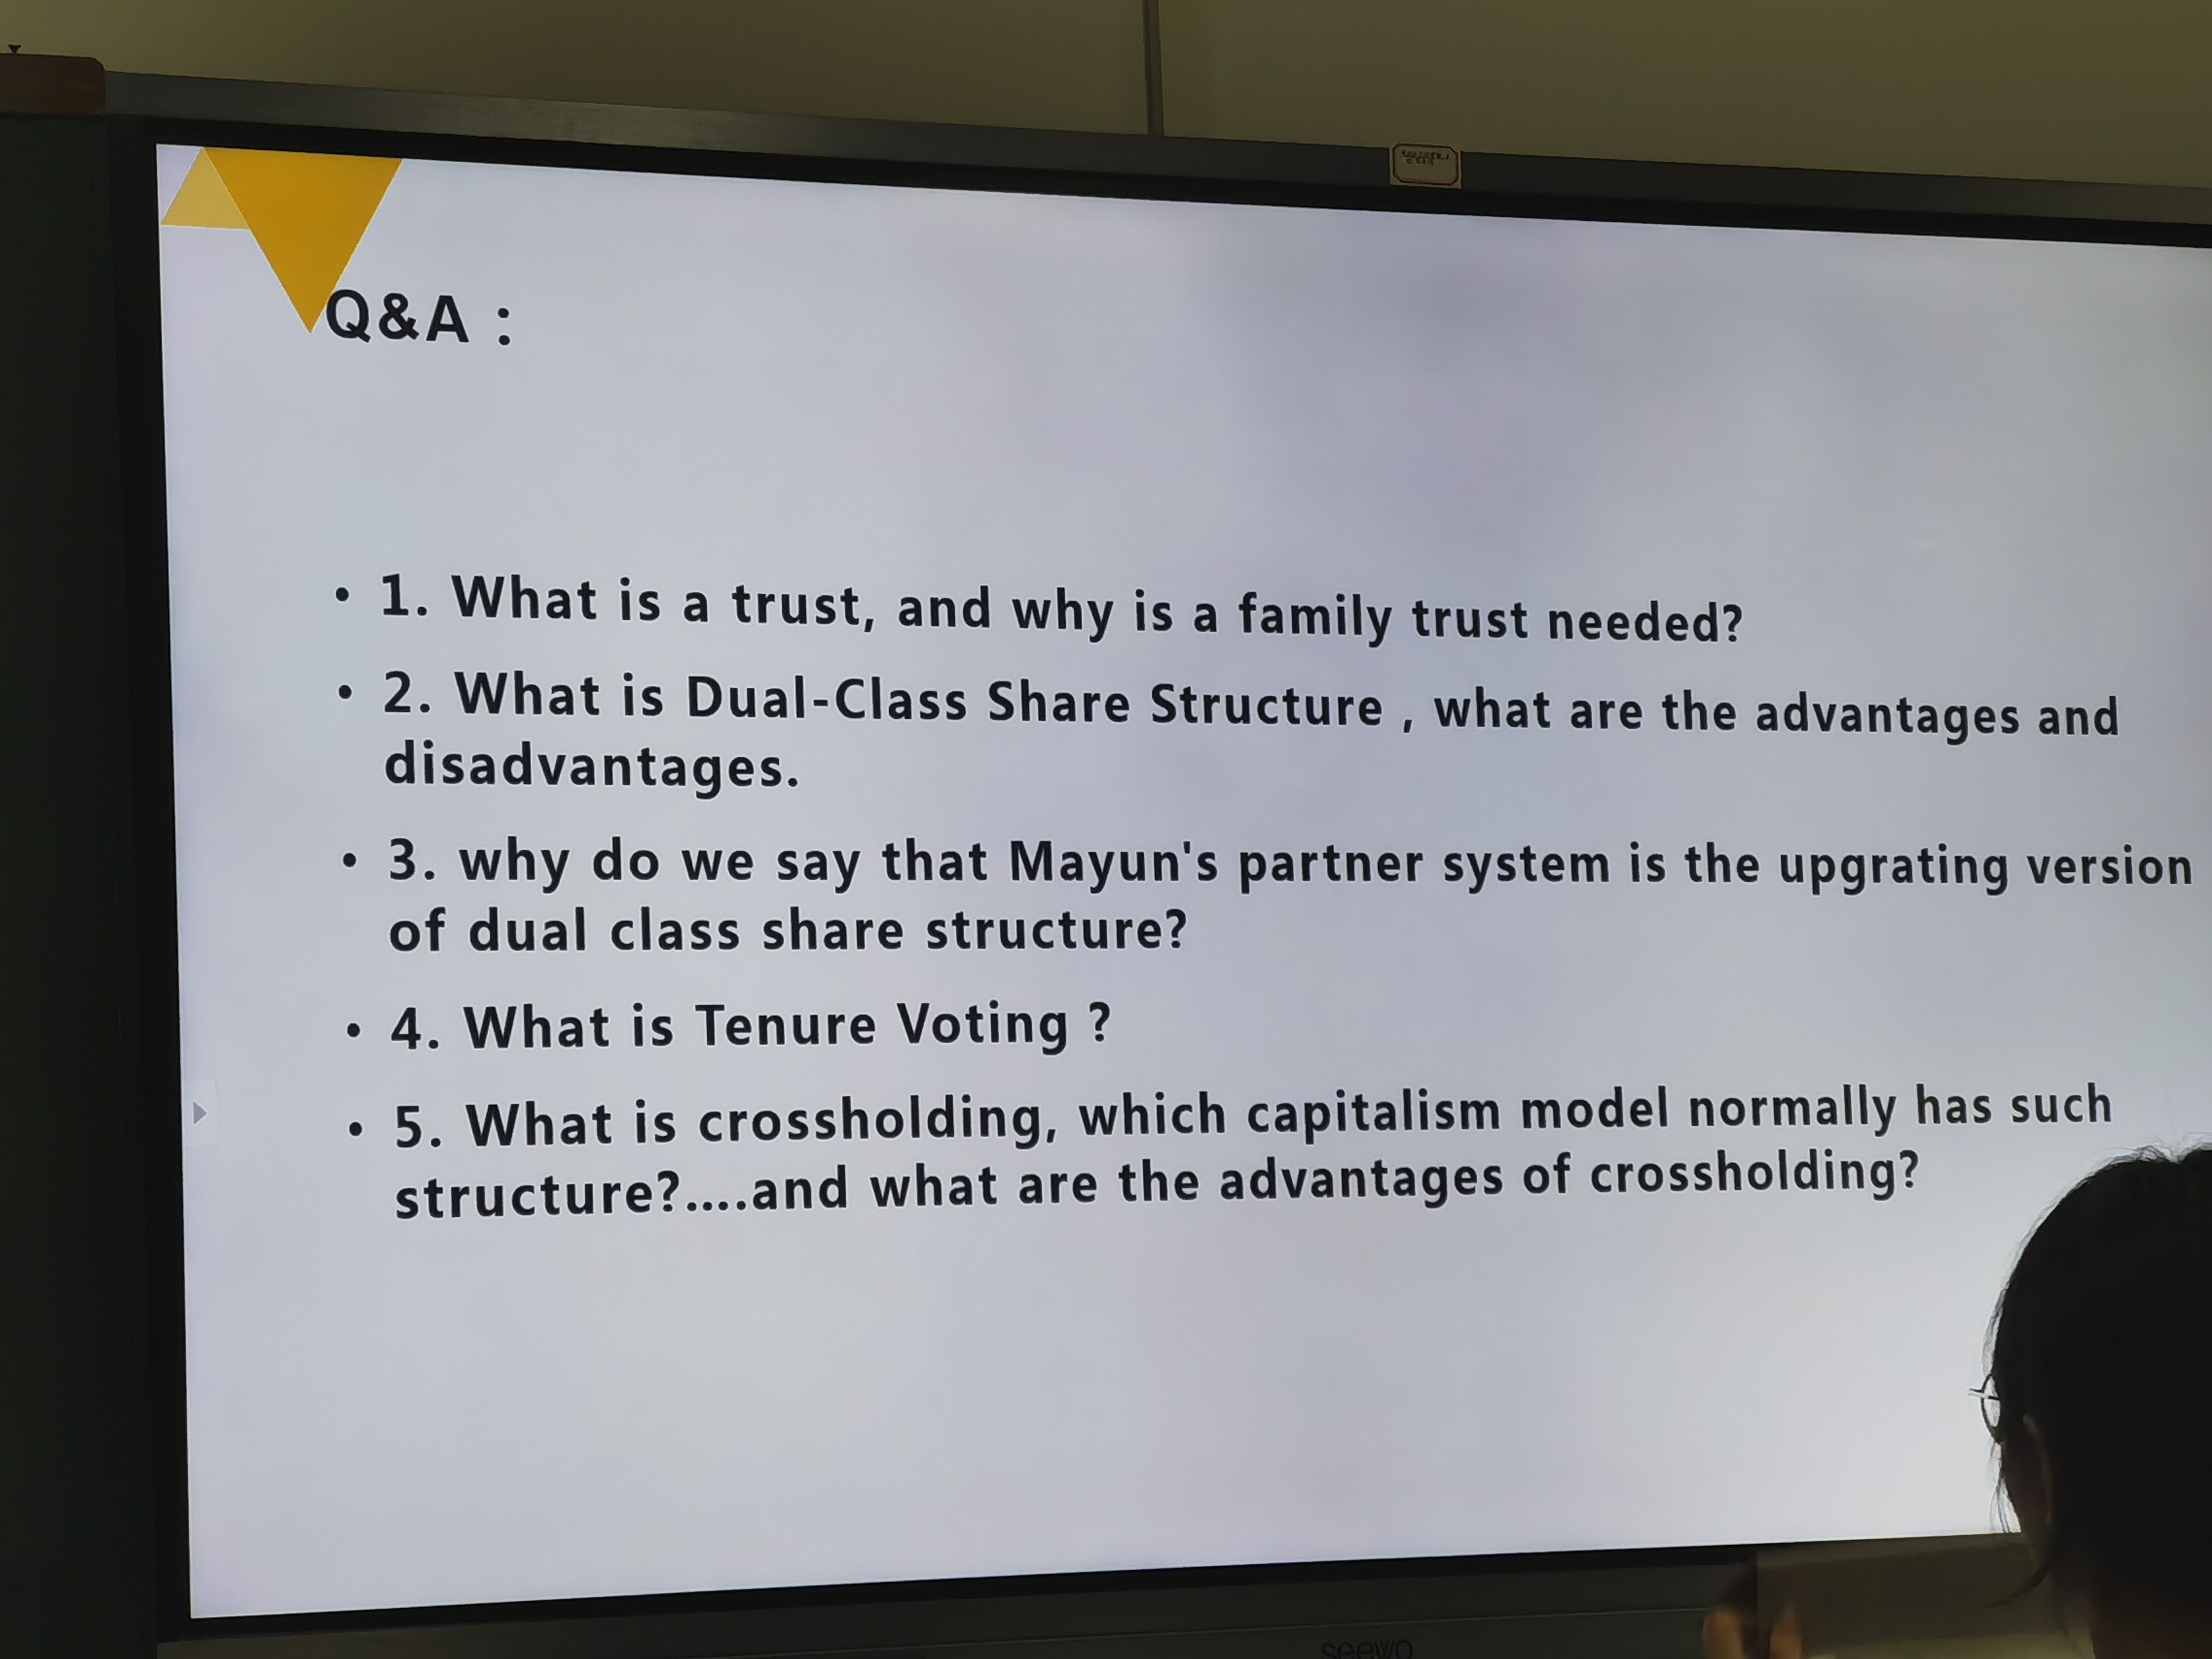 Q&A :
• 1. What is a trust, and why is a family trust needed?
• 2. What is Dual-Class Share Structure , what are the advantages and
disadvantages.
• 3. why do we say that Mayun's partner system is the upgrating version
of dual class share structure?
• 4. What is Tenure Voting ?
• 5. What is crossholding, which capitalism model normally has such
structure?....and what are the advantages of crossholding?
seewo